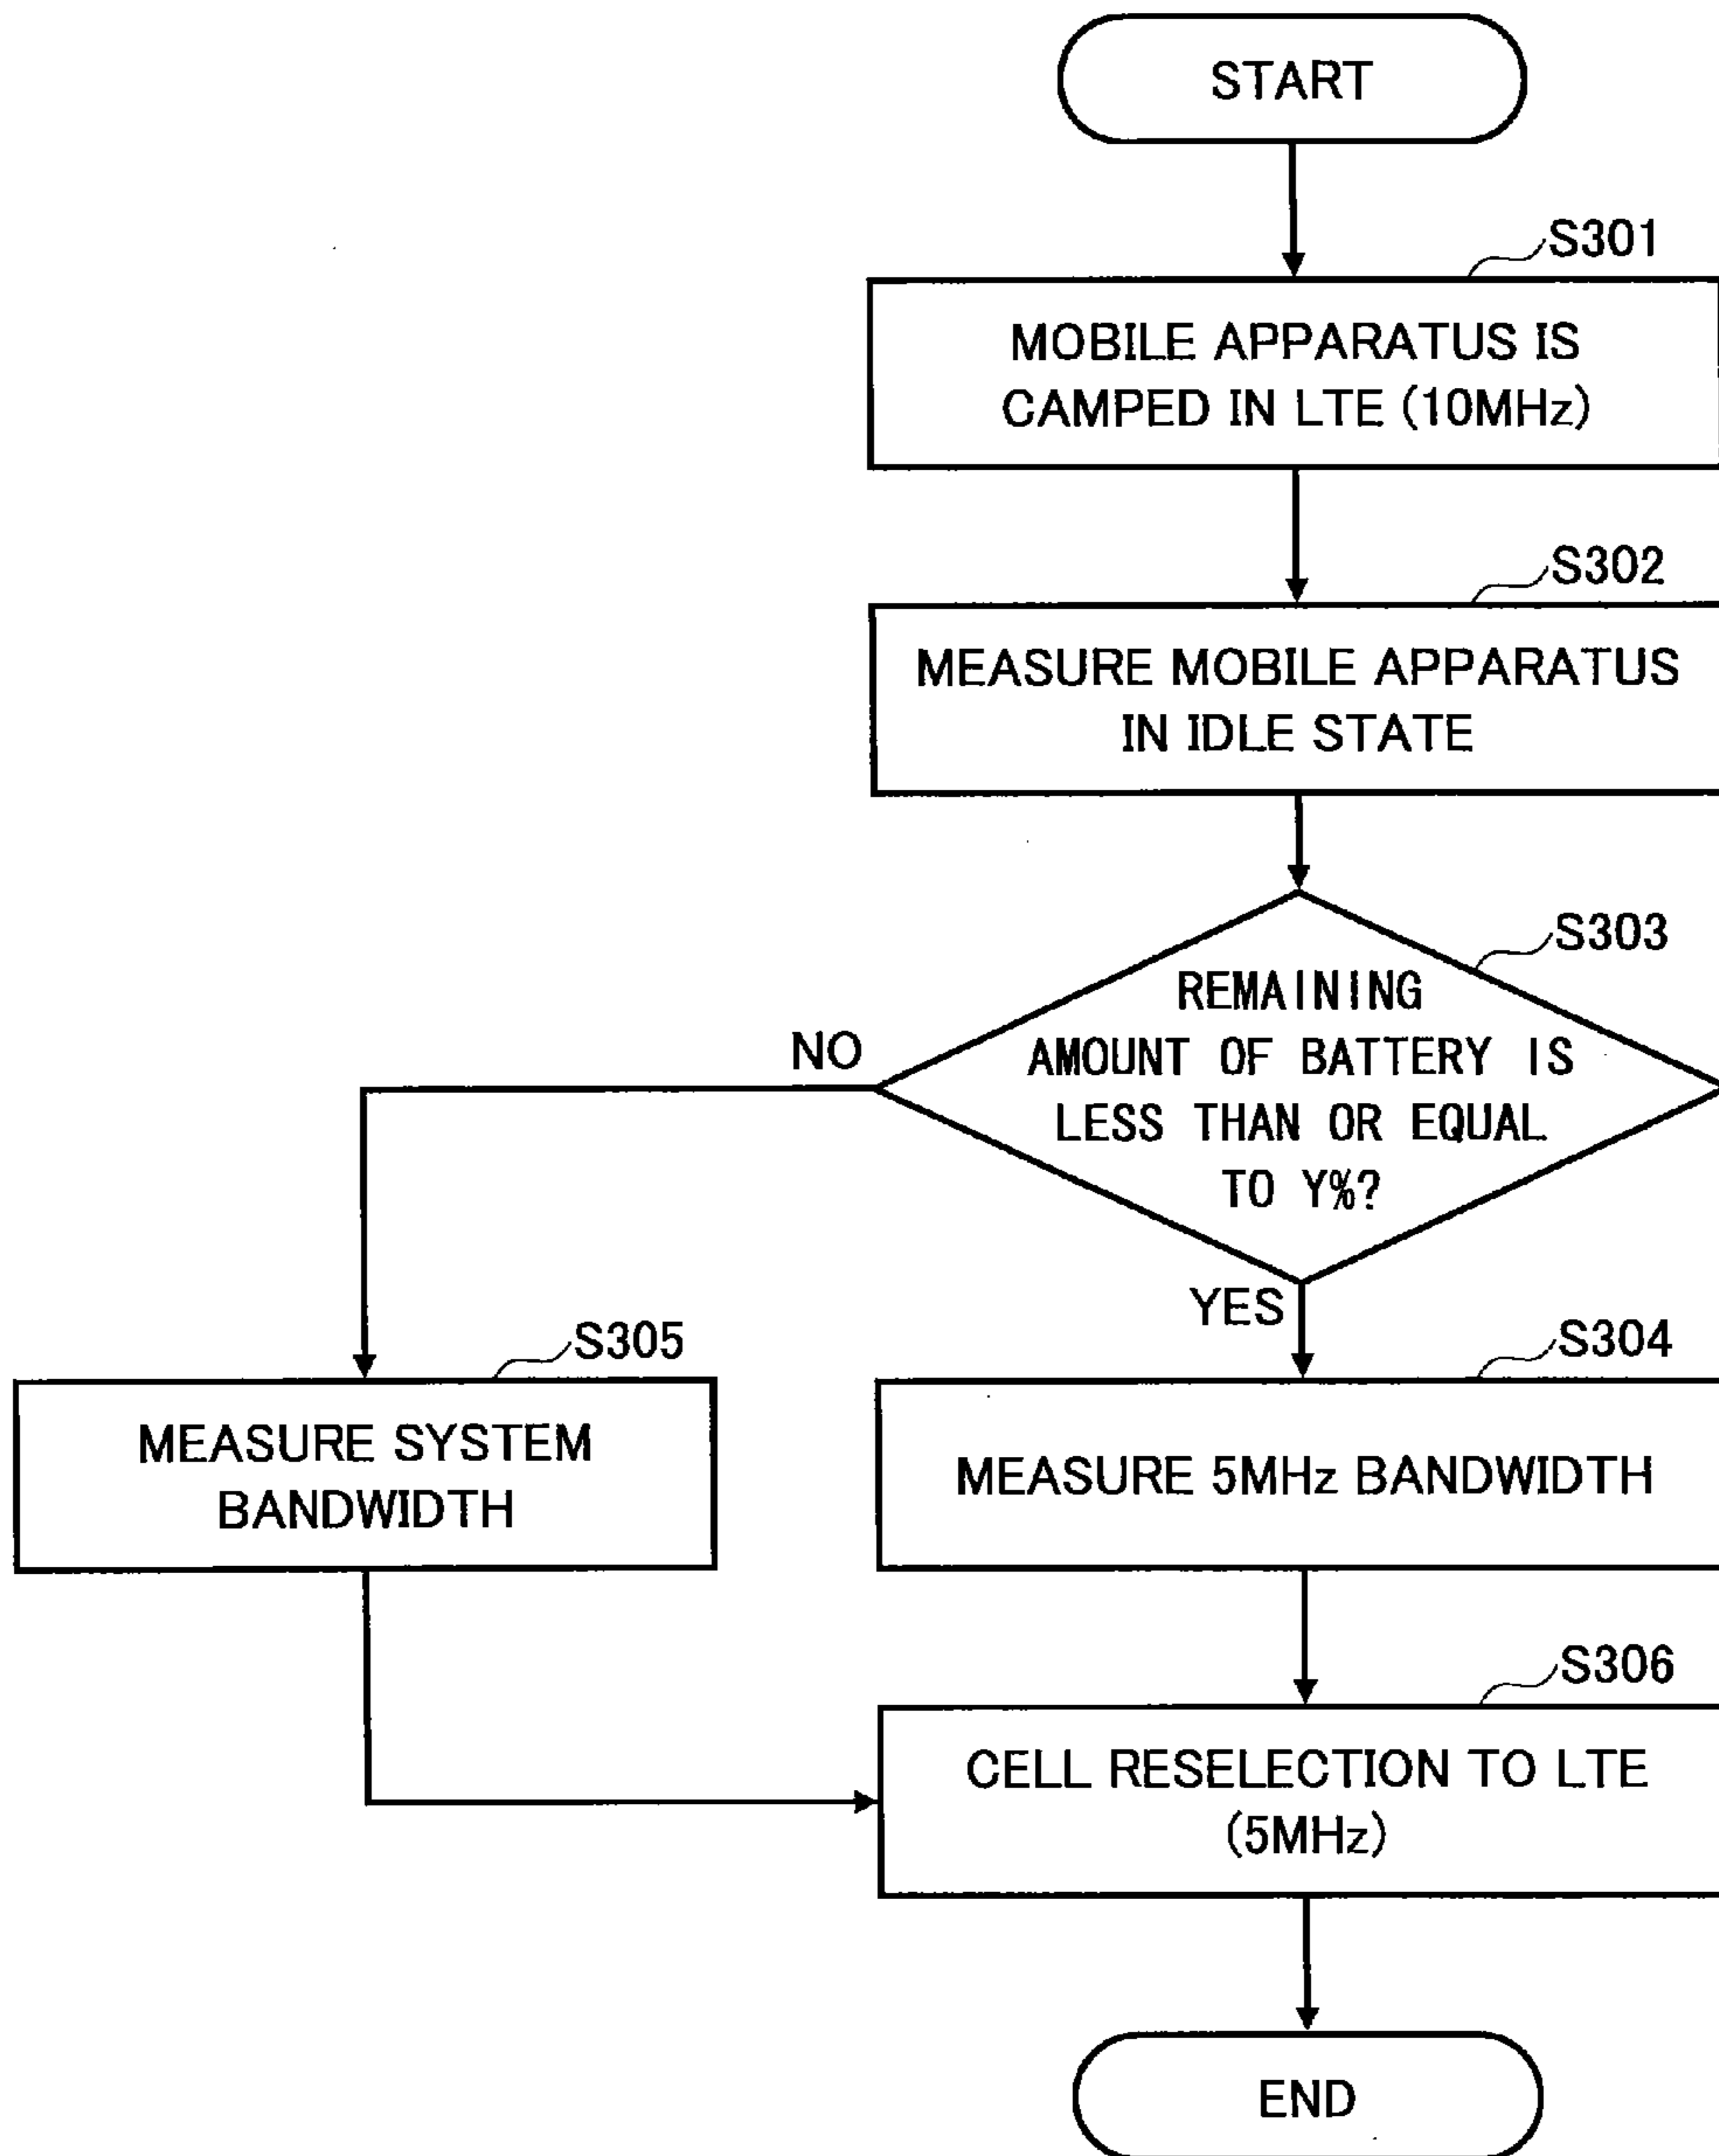 START
S301
MOBILE APPARATUS IS
CAMPED IN LTE (10MHz)
S302
MEASURE MOBILE APPARATUS
IN IDLE STATE
S303
REMAINING
AMOUNT OF BATTERY IS
LESS THAN OR EQUAL
TO Y%?
NO
YES
S305
MEASURE SYSTEM
BANDWIDTH
S304
MEASURE 5MHz BANDWIDTH
S306
CELL RESELECTION TO LTE
(5MHz)
END